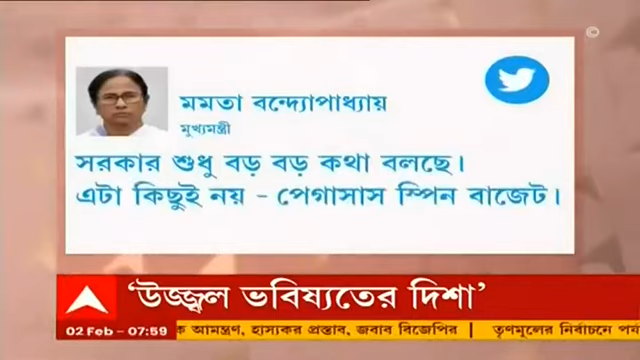 ©
মমতা বন্দ্যোপাধ্যায়
মুখ্যমন্ত্রী
সরকার শুধু বড় বড় কথা বলছে।
এটা কিছুই নয় - পেগাসাস স্পিন বাজেট।
‘উজ্জ্বল ভবিষ্যতের দিশা’
02 Feb - 07:59
ক আমন্ত্রণ, হাস্যকর প্রস্তাব, জবাব বিজেপির | তৃণমূলের নির্বাচনে পর্য